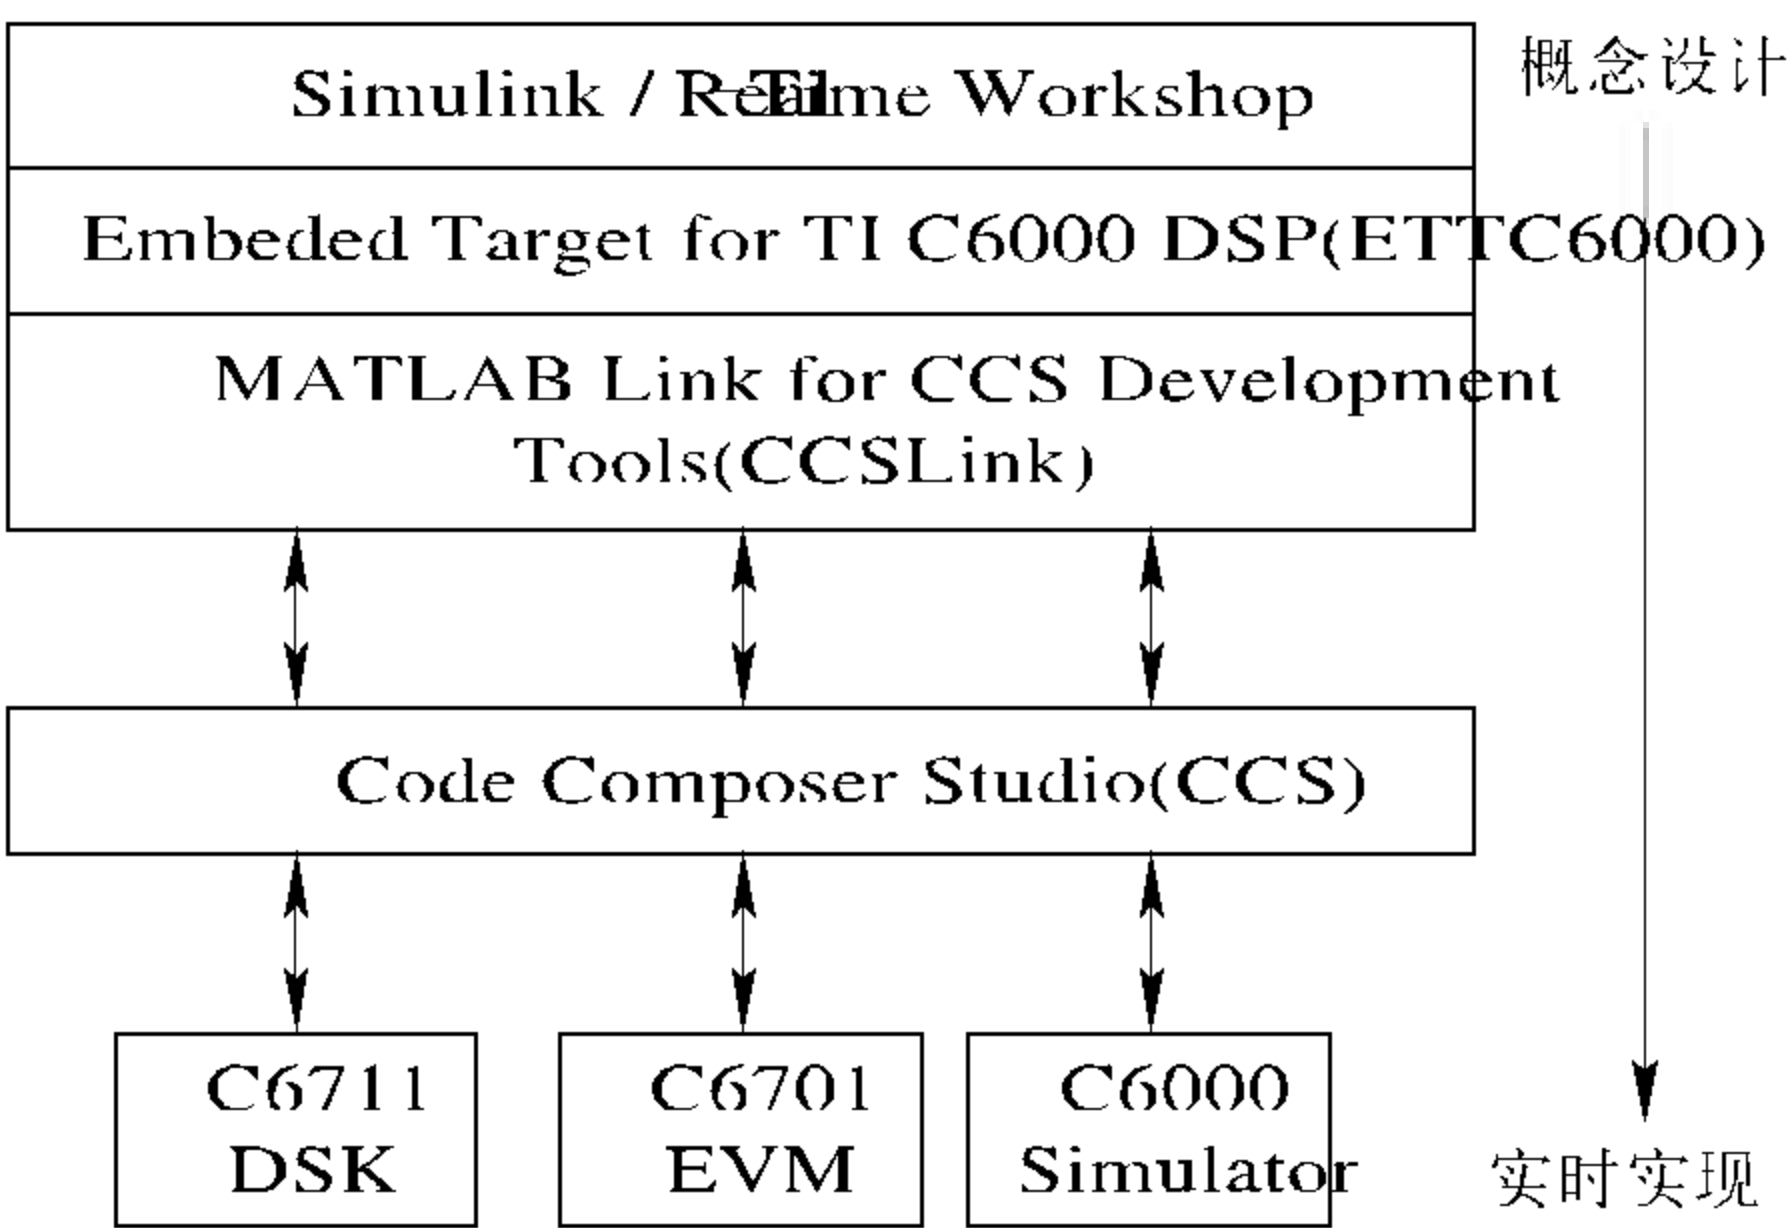 Simulink / Real-Time Workshop
概念设计
Embeded Target for TI C6000 DSP(ETTC6000)
MATLAB Link for CCS Development
Tools(CCSLink)
Code Composer Studio(CCS)
C6711
DSK
C6701
EVM
C6000
Simulator
实时实现